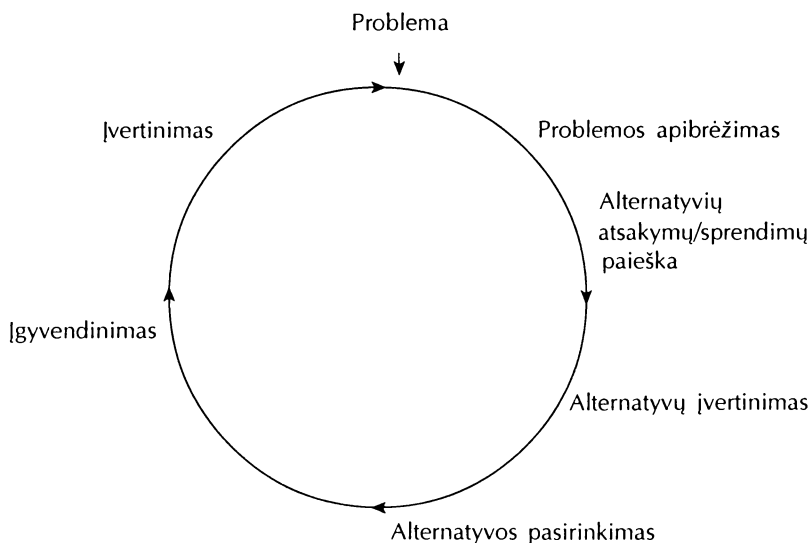 Problema
Problemos apibrėžimas
Alternatyvių
atsakymų/sprendimų
paieška
Alternatyvų įvertinimas
Alternatyvos pasirinkimas
Įgyvendinimas
Įvertinimas